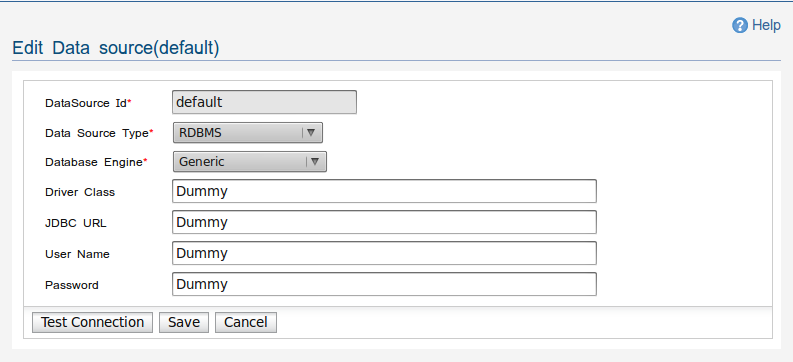 Help
Edit Data source(default)
DataSource Id* default
Data Source Type* RDBMS
Database Engine* Generic
Driver Class Dummy
JDBC URL Dummy
User Name Dummy
Password Dummy
Test Connection Save Cancel